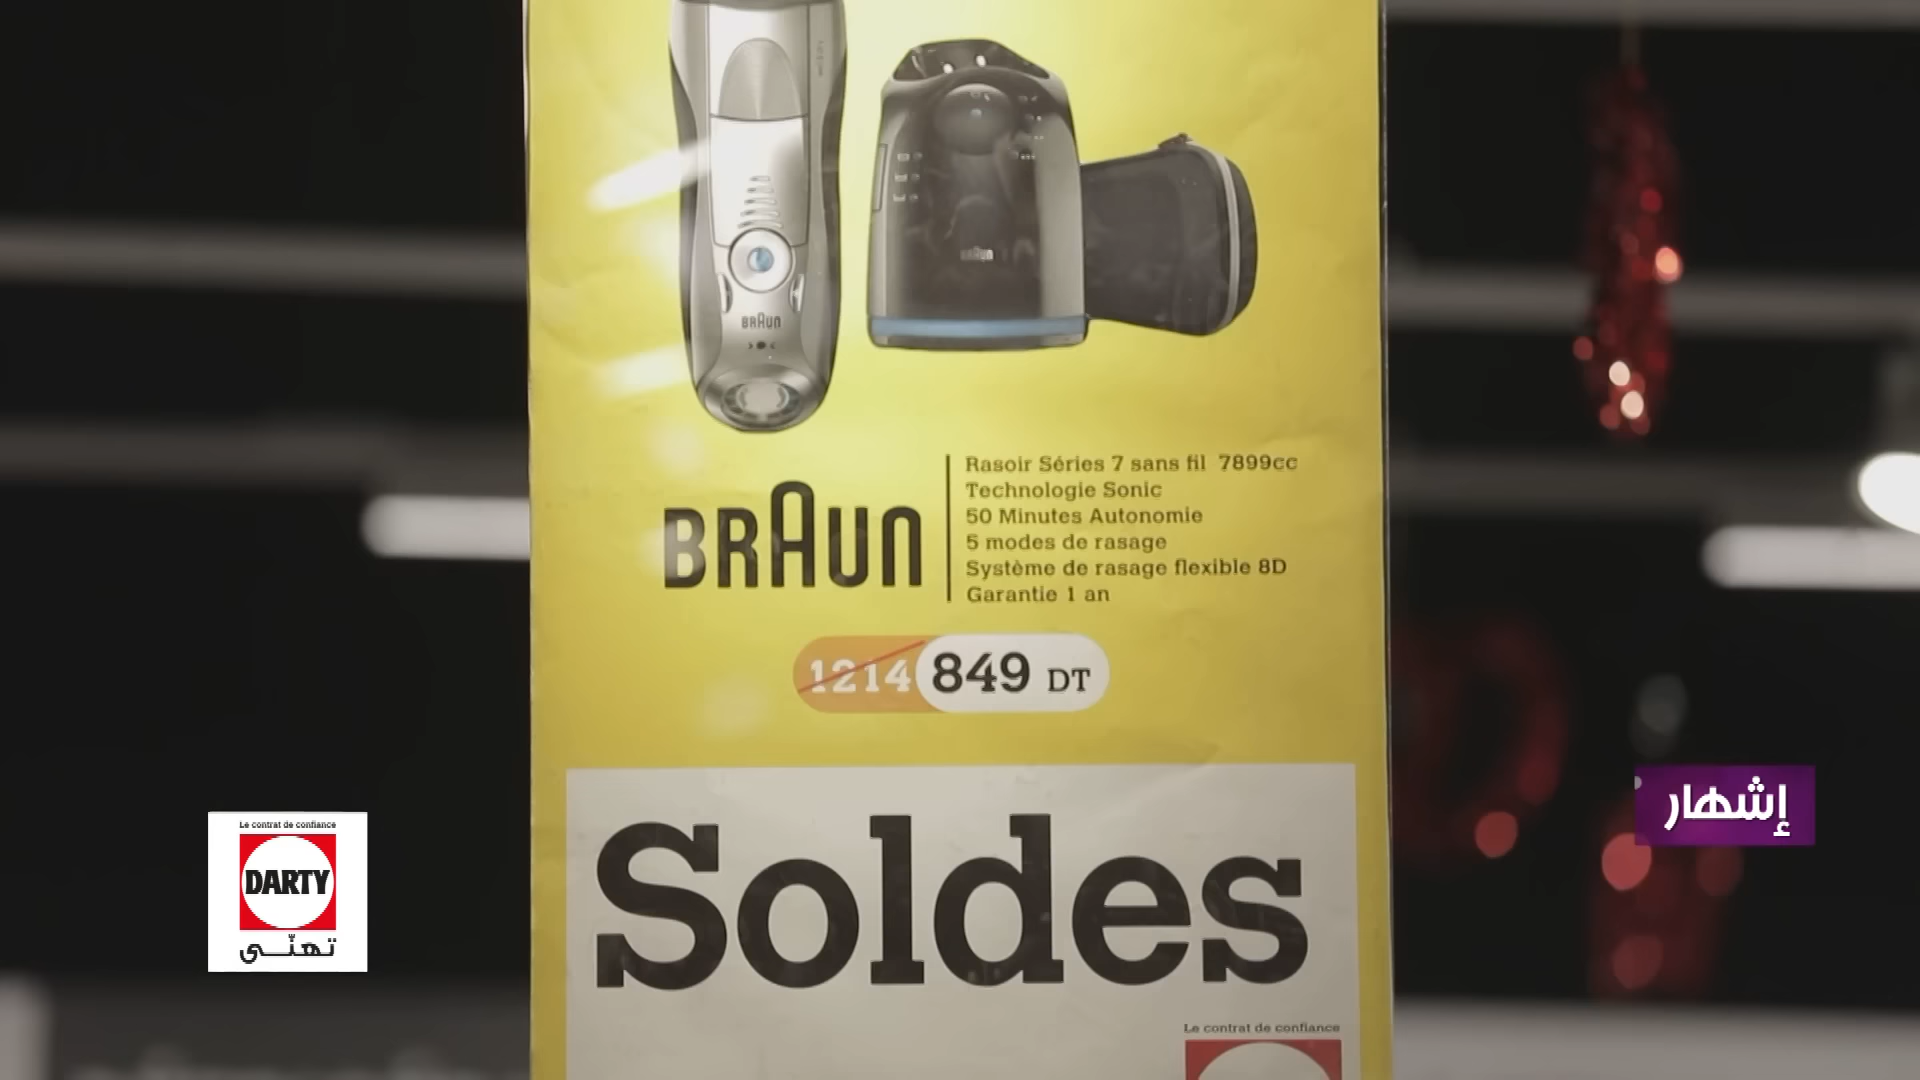 BRAUN
BRAUN
BRAUN
Rasoir Séries 7 sans fil 7899cc
Technologie Sonic
50 Minutes Autonomie
5 modes de rasage
Système de rasage flexible 8D
Garantie 1 an
1214 849 DT
Soldes
Le contrat de confiance
Le contrat de confiance
DARTY
تهنّى
إشهار